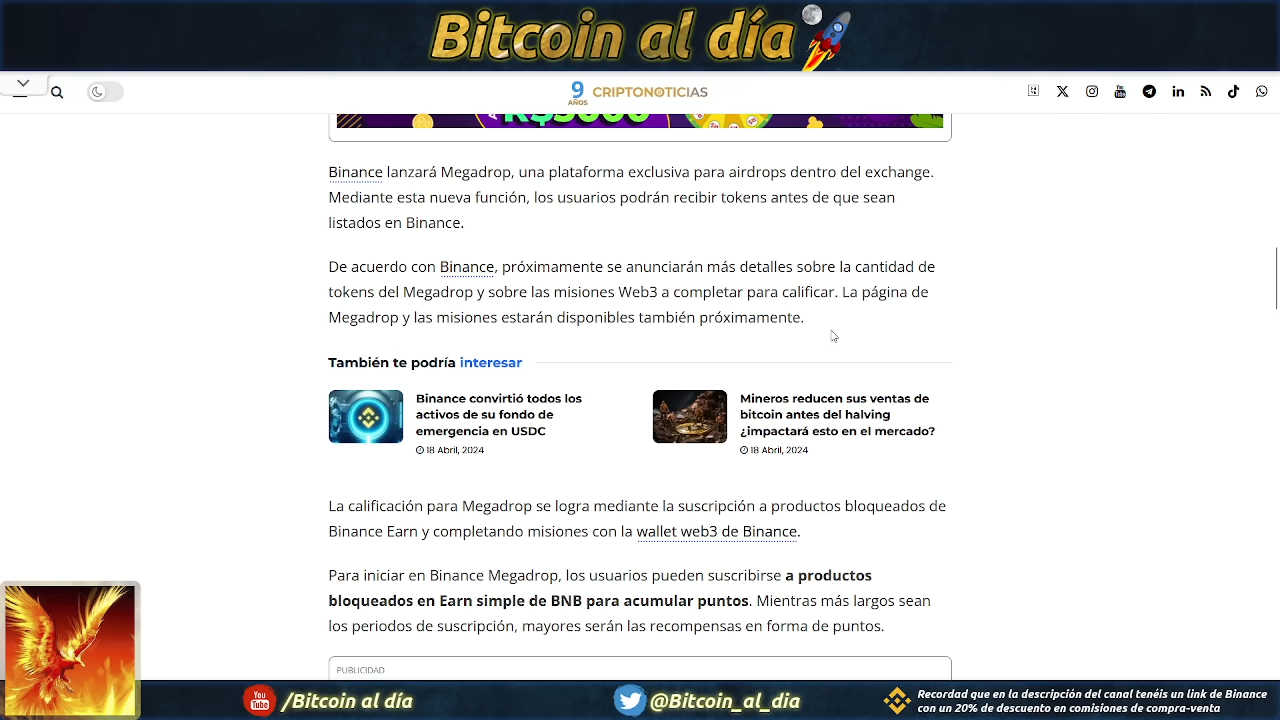 Bitcoin al día
9
AÑOS
CRIPTONOTICIAS
Binance lanzará Megadrop, una plataforma exclusiva para airdrops dentro del exchange.
Mediante esta nueva función, los usuarios podrán recibir tokens antes de que sean
listados en Binance.
De acuerdo con Binance, próximamente se anunciarán más detalles sobre la cantidad de
tokens del Megadrop y sobre las misiones Web3 a completar para calificar. La página de
Megadrop y las misiones estarán disponibles también próximamente.
También te podría interesar
Binance convirtió todos los
activos de su fondo de
emergencia en USDC
18 Abril, 2024
Mineros reducen sus ventas de
bitcoin antes del halving
¿impactará esto en el mercado?
18 Abril, 2024
La calificación para Megadrop se logra mediante la suscripción a productos bloqueados de
Binance Earn y completando misiones con la wallet web3 de Binance.
Para iniciar en Binance Megadrop, los usuarios pueden suscribirse a productos
bloqueados en Earn simple de BNB para acumular puntos. Mientras más largos sean
los periodos de suscripción, mayores serán las recompensas en forma de puntos.
PUBLICIDAD
You
Tube
/Bitcoin al día
@Bitcoin_al_dia
Recordad que en la descripción del canal tenéis un link de Binance
con un 20% de descuento en comisiones de compra-venta